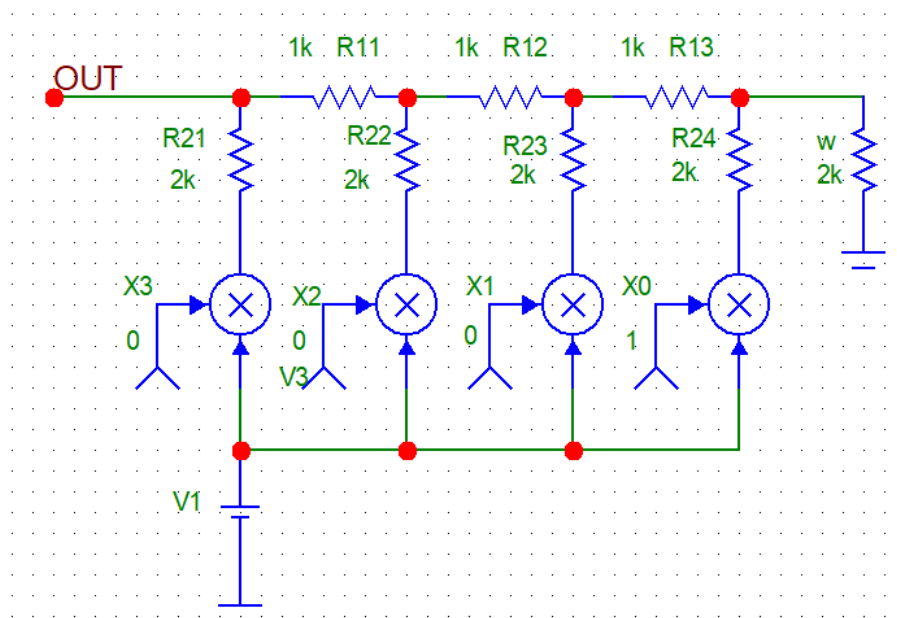 1k R11 1k R12 1k R13
OUT
R21 R22 R23 R24 w
2k 2k 2k 2k 2k
X3 X2 X1 X0
0 0 0 1
V3
V1